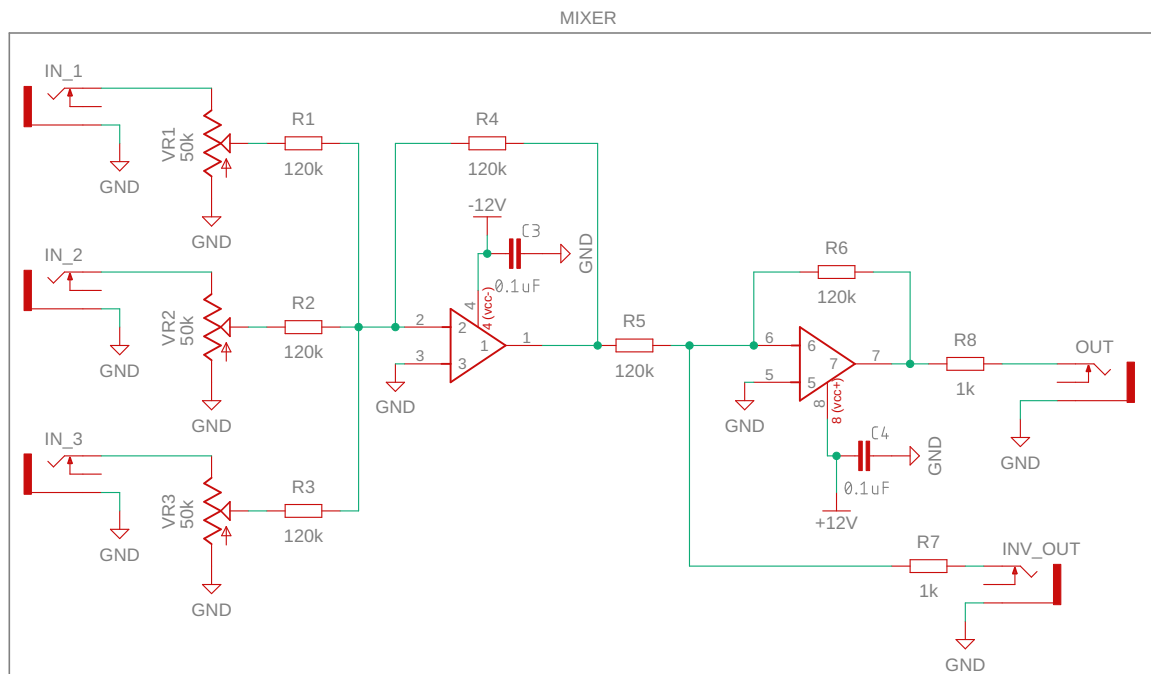 MIXER
IN_1
GND
VR1
50k
GND
R1
120k
IN_2
GND
VR2
50k
GND
R2
120k
IN_3
GND
VR3
50k
GND
R3
120k
R4
120k
-12V
C3
0.1uF
GND
4
4 (vcc-)
2
2
3
3
1
1
GND
R5
120k
R6
120k
6
6
5
5
7
7
GND
8
8 (vcc+)
C4
0.1uF
GND
+12V
R8
1k
OUT
GND
R7
1k
INV_OUT
GND